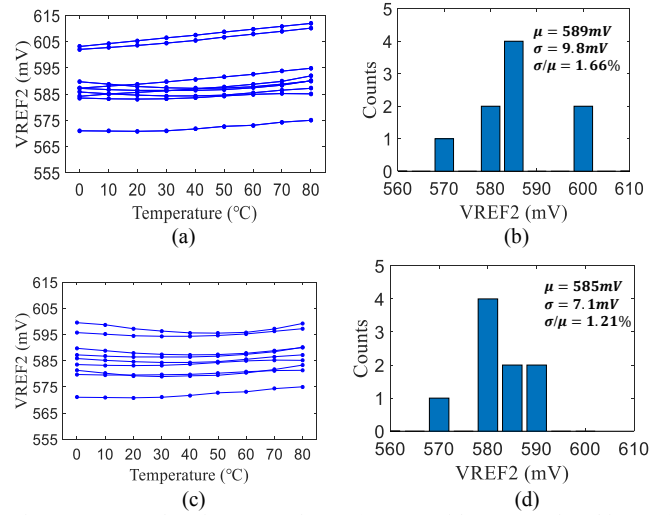 615
605
595
585
575
565
555
VREF2 (mV)
0 10 20 30 40 50 60 70 80
Temperature (℃)
(a)
5
4
3
2
1
0
Counts
μ = 589mV
σ = 9.8mV
σ/μ = 1.66%
560 570 580 590 600 610
VREF2 (mV)
(b)
615
605
595
585
575
565
555
VREF2 (mV)
0 10 20 30 40 50 60 70 80
Temperature (℃)
(c)
5
4
3
2
1
0
Counts
μ = 585mV
σ = 7.1mV
σ/μ = 1.21%
560 570 580 590 600 610
VREF2 (mV)
(d)